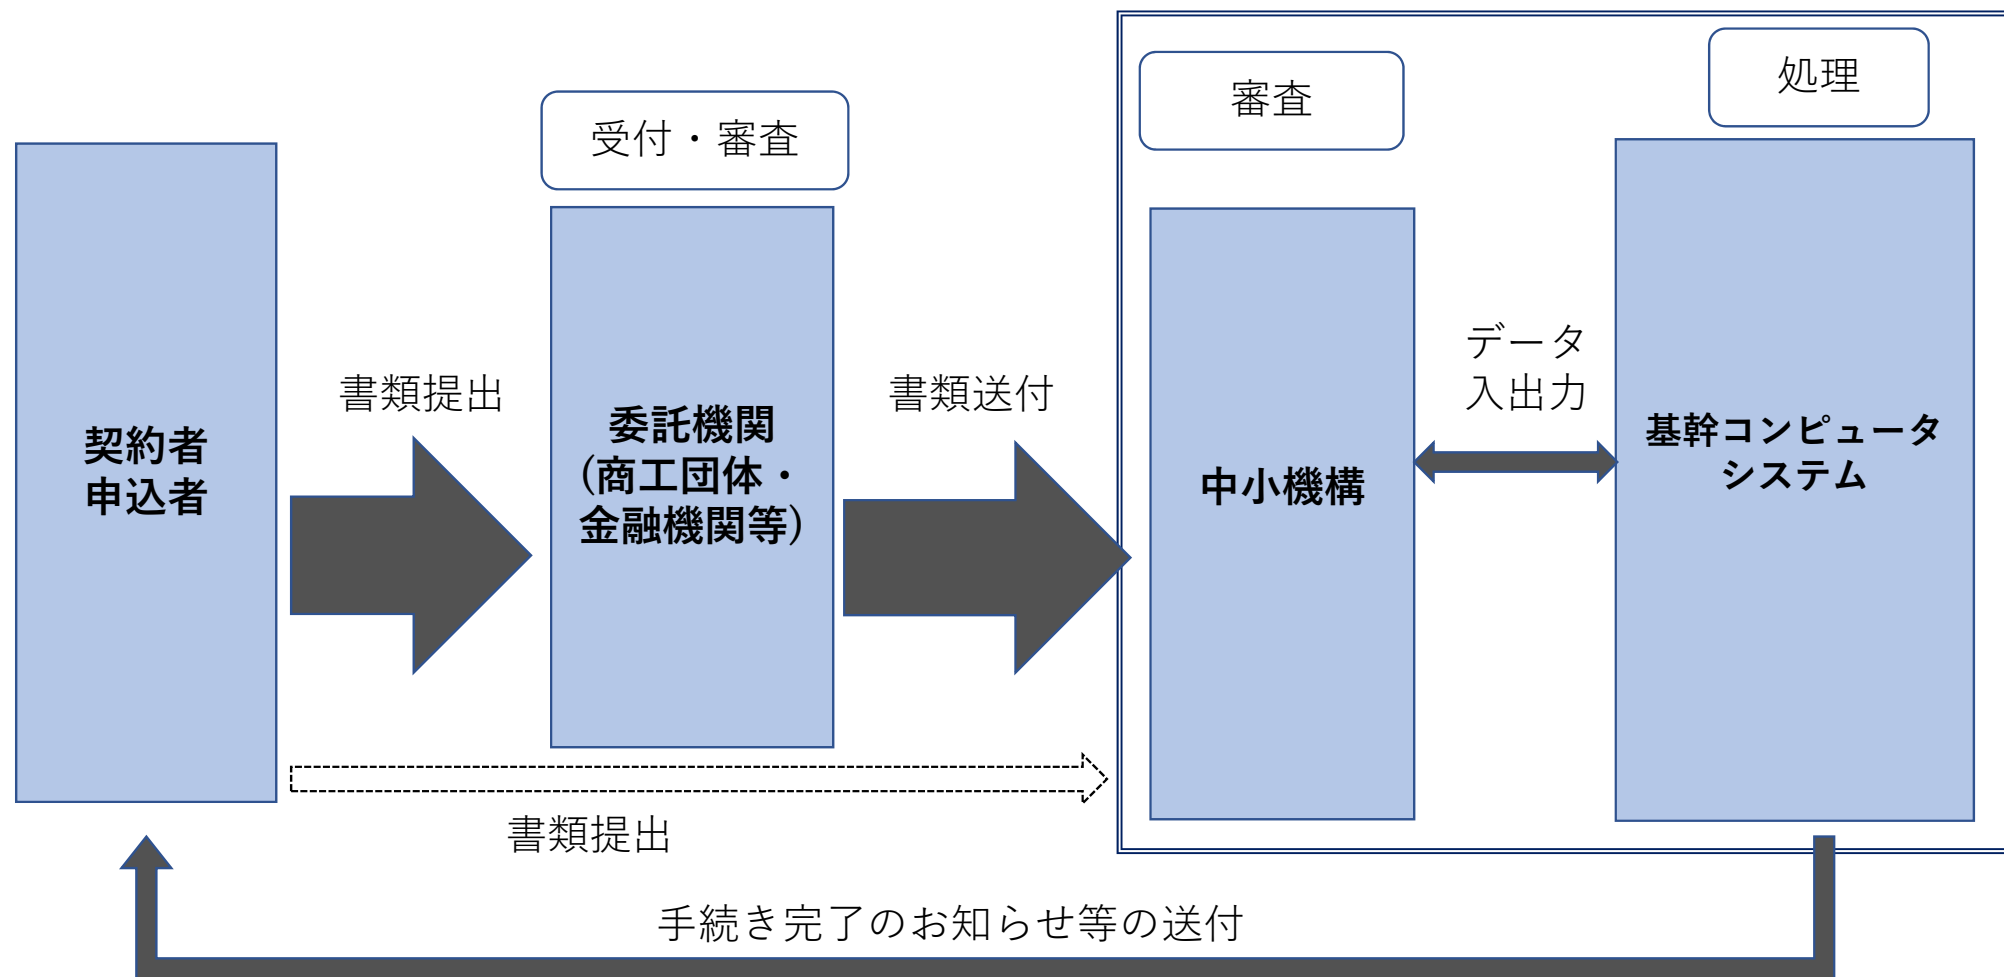 契約者
申込者
書類提出
受付・審査
委託機関
(商工団体・
金融機関等)
書類送付
審査
中小機構
データ
入出力
処理
基幹コンピュータ
システム
書類提出
手続き完了のお知らせ等の送付